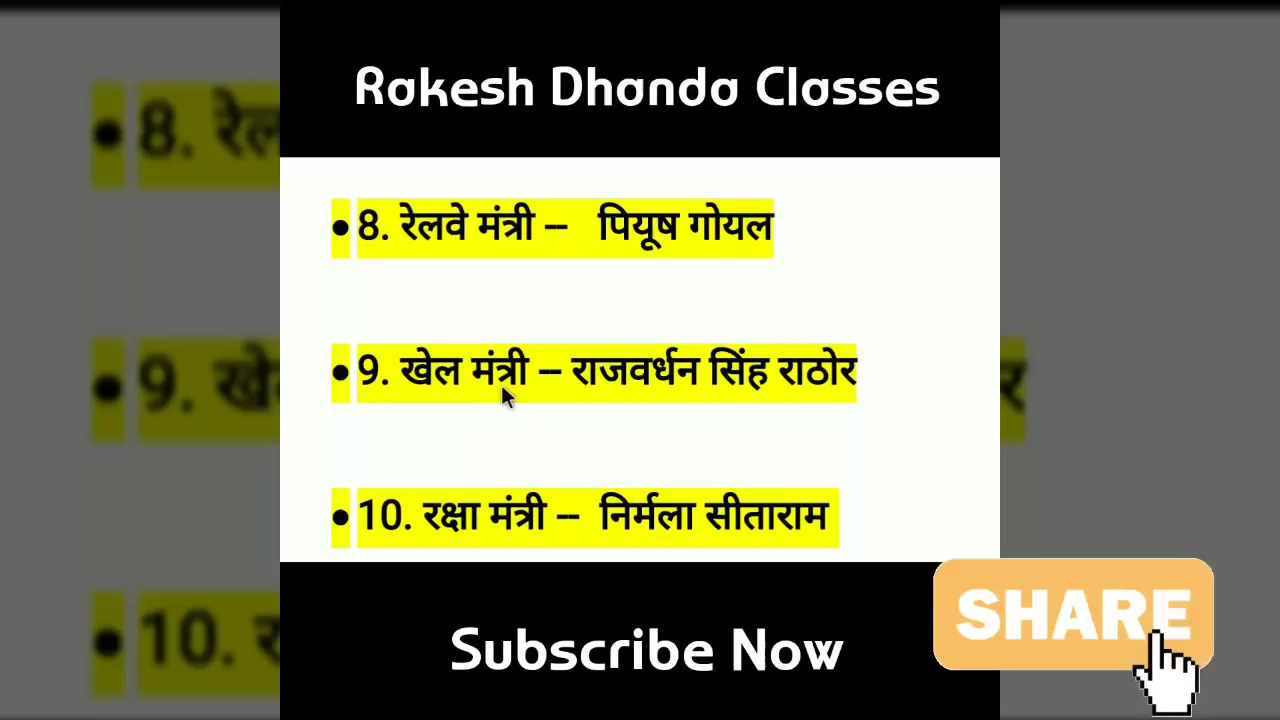 Rakesh Dhanda Classes
• 8. रेलवे मंत्री – पियूष गोयल
• 9. खेल मंत्री – राजवर्धन सिंह राठोर
• 10. रक्षा मंत्री – निर्मला सीताराम
Subscribe Now
SHARE